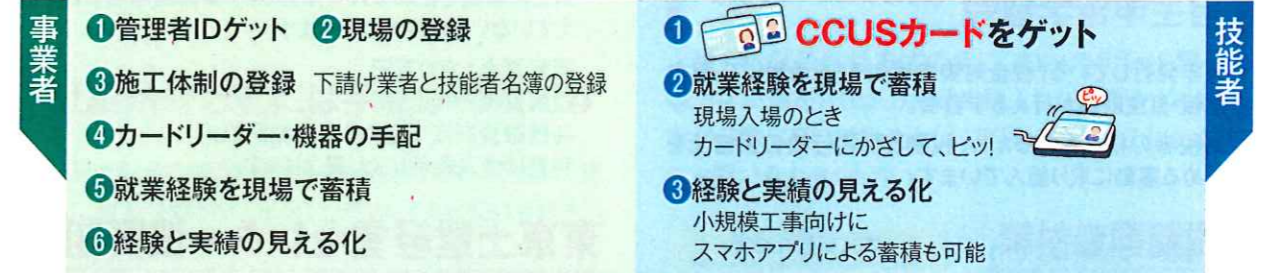 事業者
❶管理者IDゲット ❷現場の登録
❸施工体制の登録 下請け業者と技能者名簿の登録
❹カードリーダー・機器の手配
❺就業経験を現場で蓄積
❻経験と実績の見える化
❶ CCUSカードをゲット
❷就業経験を現場で蓄積
現場入場のとき
カードリーダーにかざして、ピッ!
ピッ
❸経験と実績の見える化
小規模工事向けに
スマホアプリによる蓄積も可能
技能者